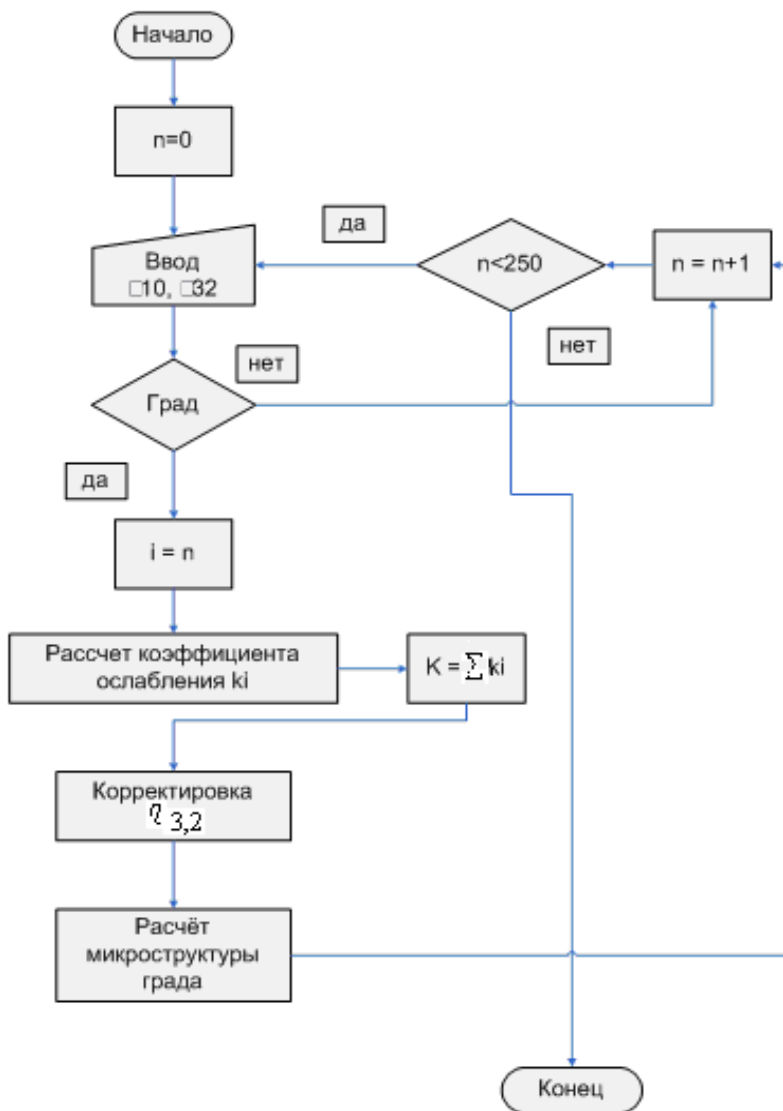 Начало
n=0
да
Ввод
□10, □32
n<250
n = n+1
нет
нет
Град
да
i = n
Рассчет коэффициента
ослабления ki
K = ∑ki
Корректировка
η 3,2
Расчёт
микроструктуры
града
Конец